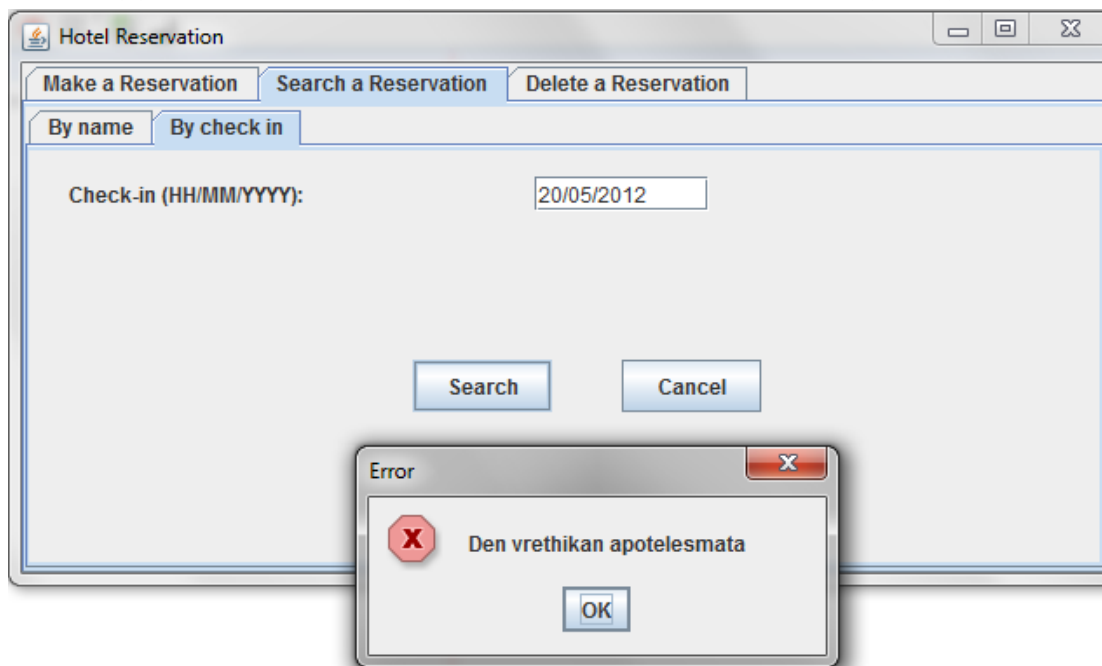 Hotel Reservation
Make a Reservation Search a Reservation Delete a Reservation
By name By check in
Check-in (HH/MM/YYYY): 20/05/2012
Search Cancel
Error
Den vrethikan apotelesmata
OK